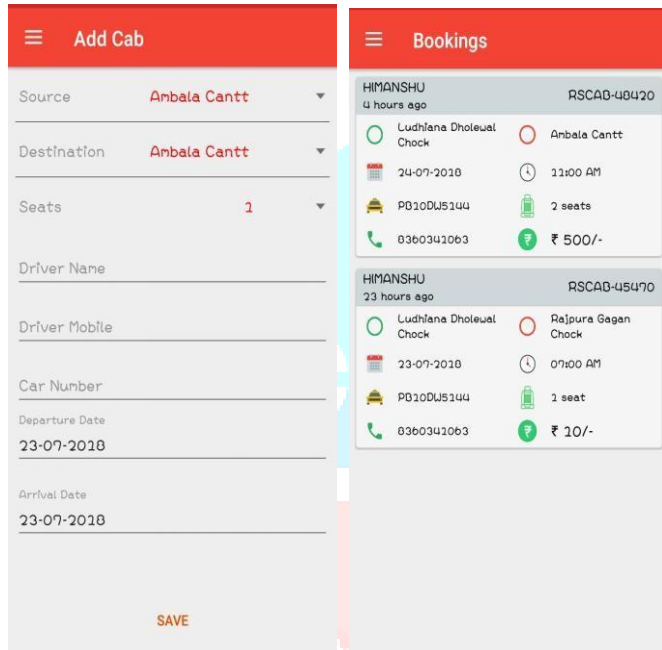 Add Cab
Source Ambala Cantt
Destination Ambala Cantt
Seats 1
Driver Name
Driver Mobile
Car Number
Departure Date
23-07-2018
Arrival Date
23-07-2018
SAVE
Bookings
HIMANSHU
4 hours ago
RSCAB-48420
Ludhiana Dholewal
Chock
Ambala Cantt
24-07-2018
11:00 AM
PB10DW5144
2 seats
8360341063
₹ 500/-
HIMANSHU
23 hours ago
RSCAB-45470
Ludhiana Dholewal
Chock
Rajpura Gagan
Chock
23-07-2018
07:00 AM
PB10DW5144
1 seat
8360341063
₹ 10/-